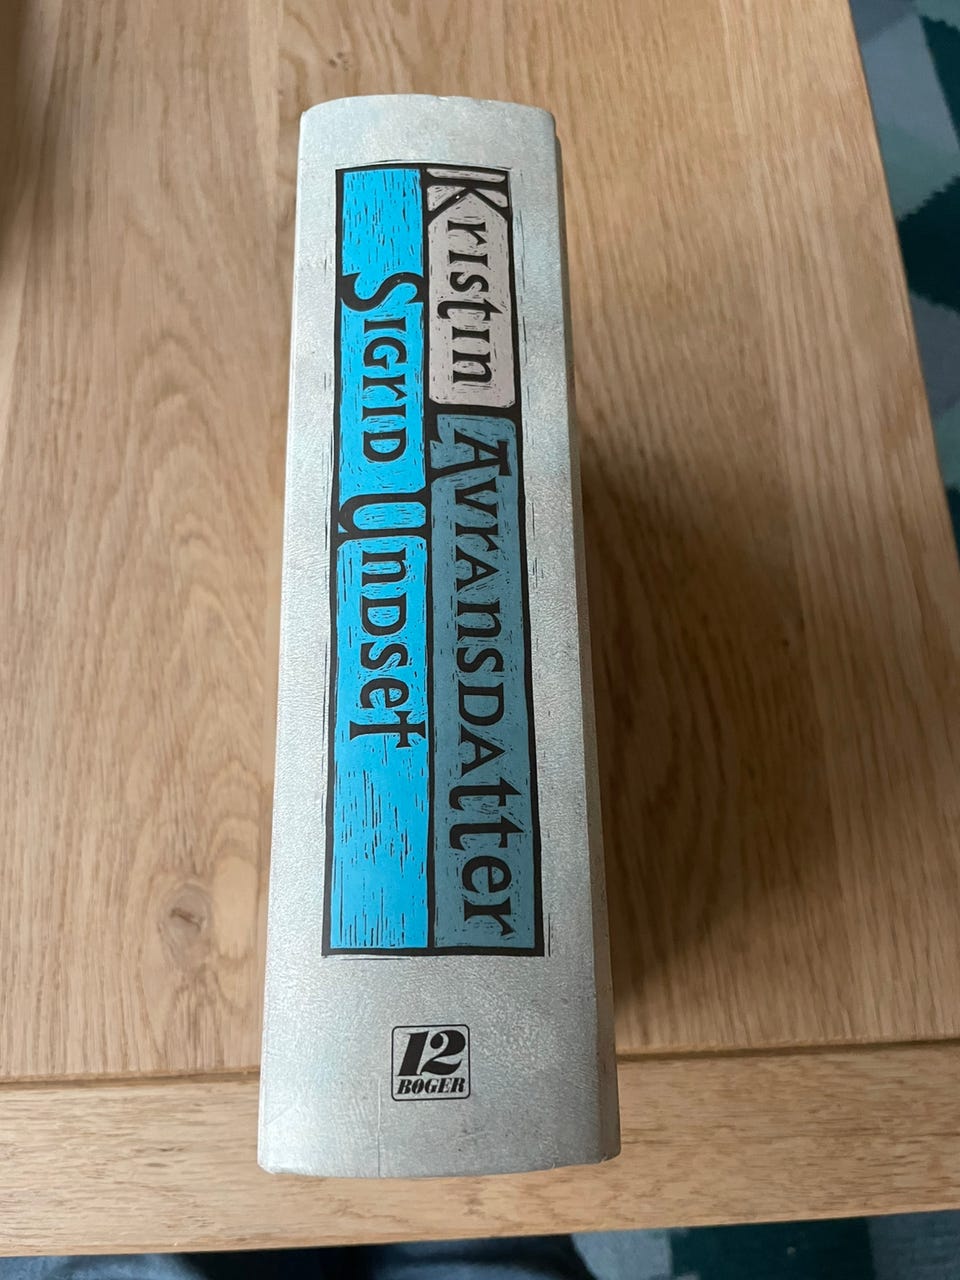 Kristin Lavransdatter
Sigrid Undset
12
BØGER